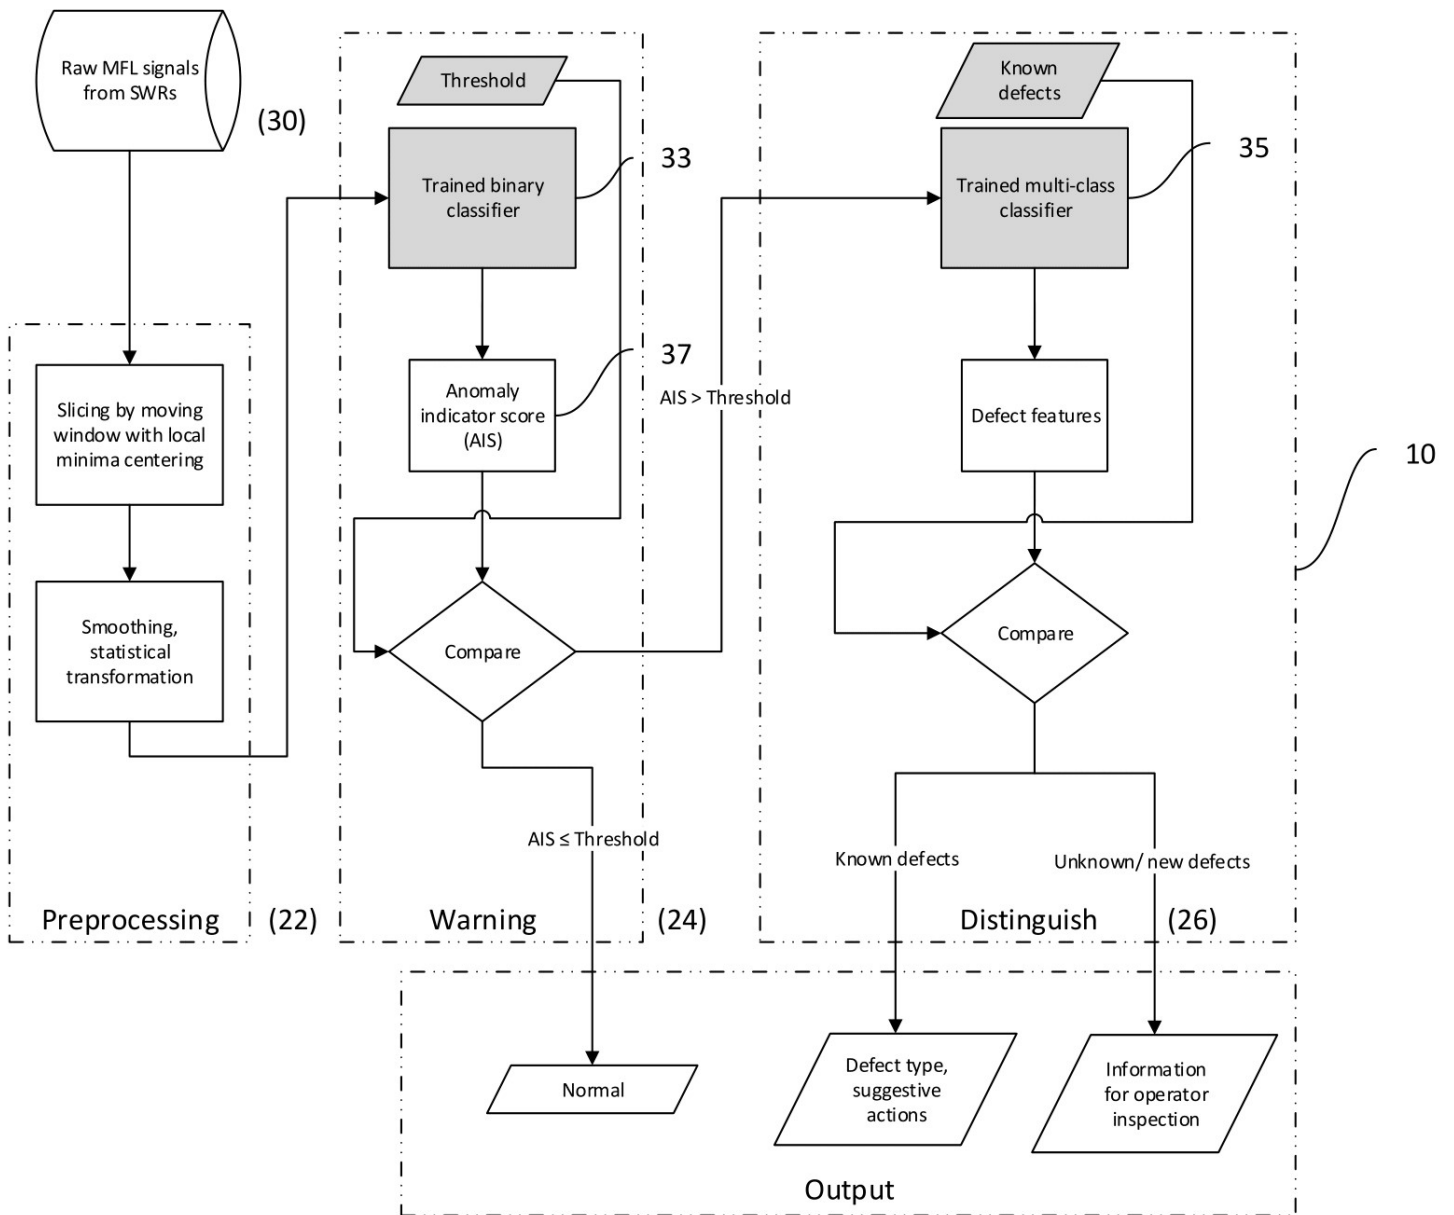 Raw MFL signals
from SWRs
(30)
Slicing by moving
window with local
minima centering
Smoothing,
statistical
transformation
Preprocessing
(22)
Threshold
Trained binary
classifier
33
Anomaly
indicator score
(AIS)
37
Compare
AIS > Threshold
AIS ≤ Threshold
Warning
(24)
Known
defects
Trained multi-class
classifier
35
Defect features
10
Compare
Known defects
Unknown/ new defects
Distinguish
(26)
Normal
Defect type,
suggestive
actions
Information
for operator
inspection
Output